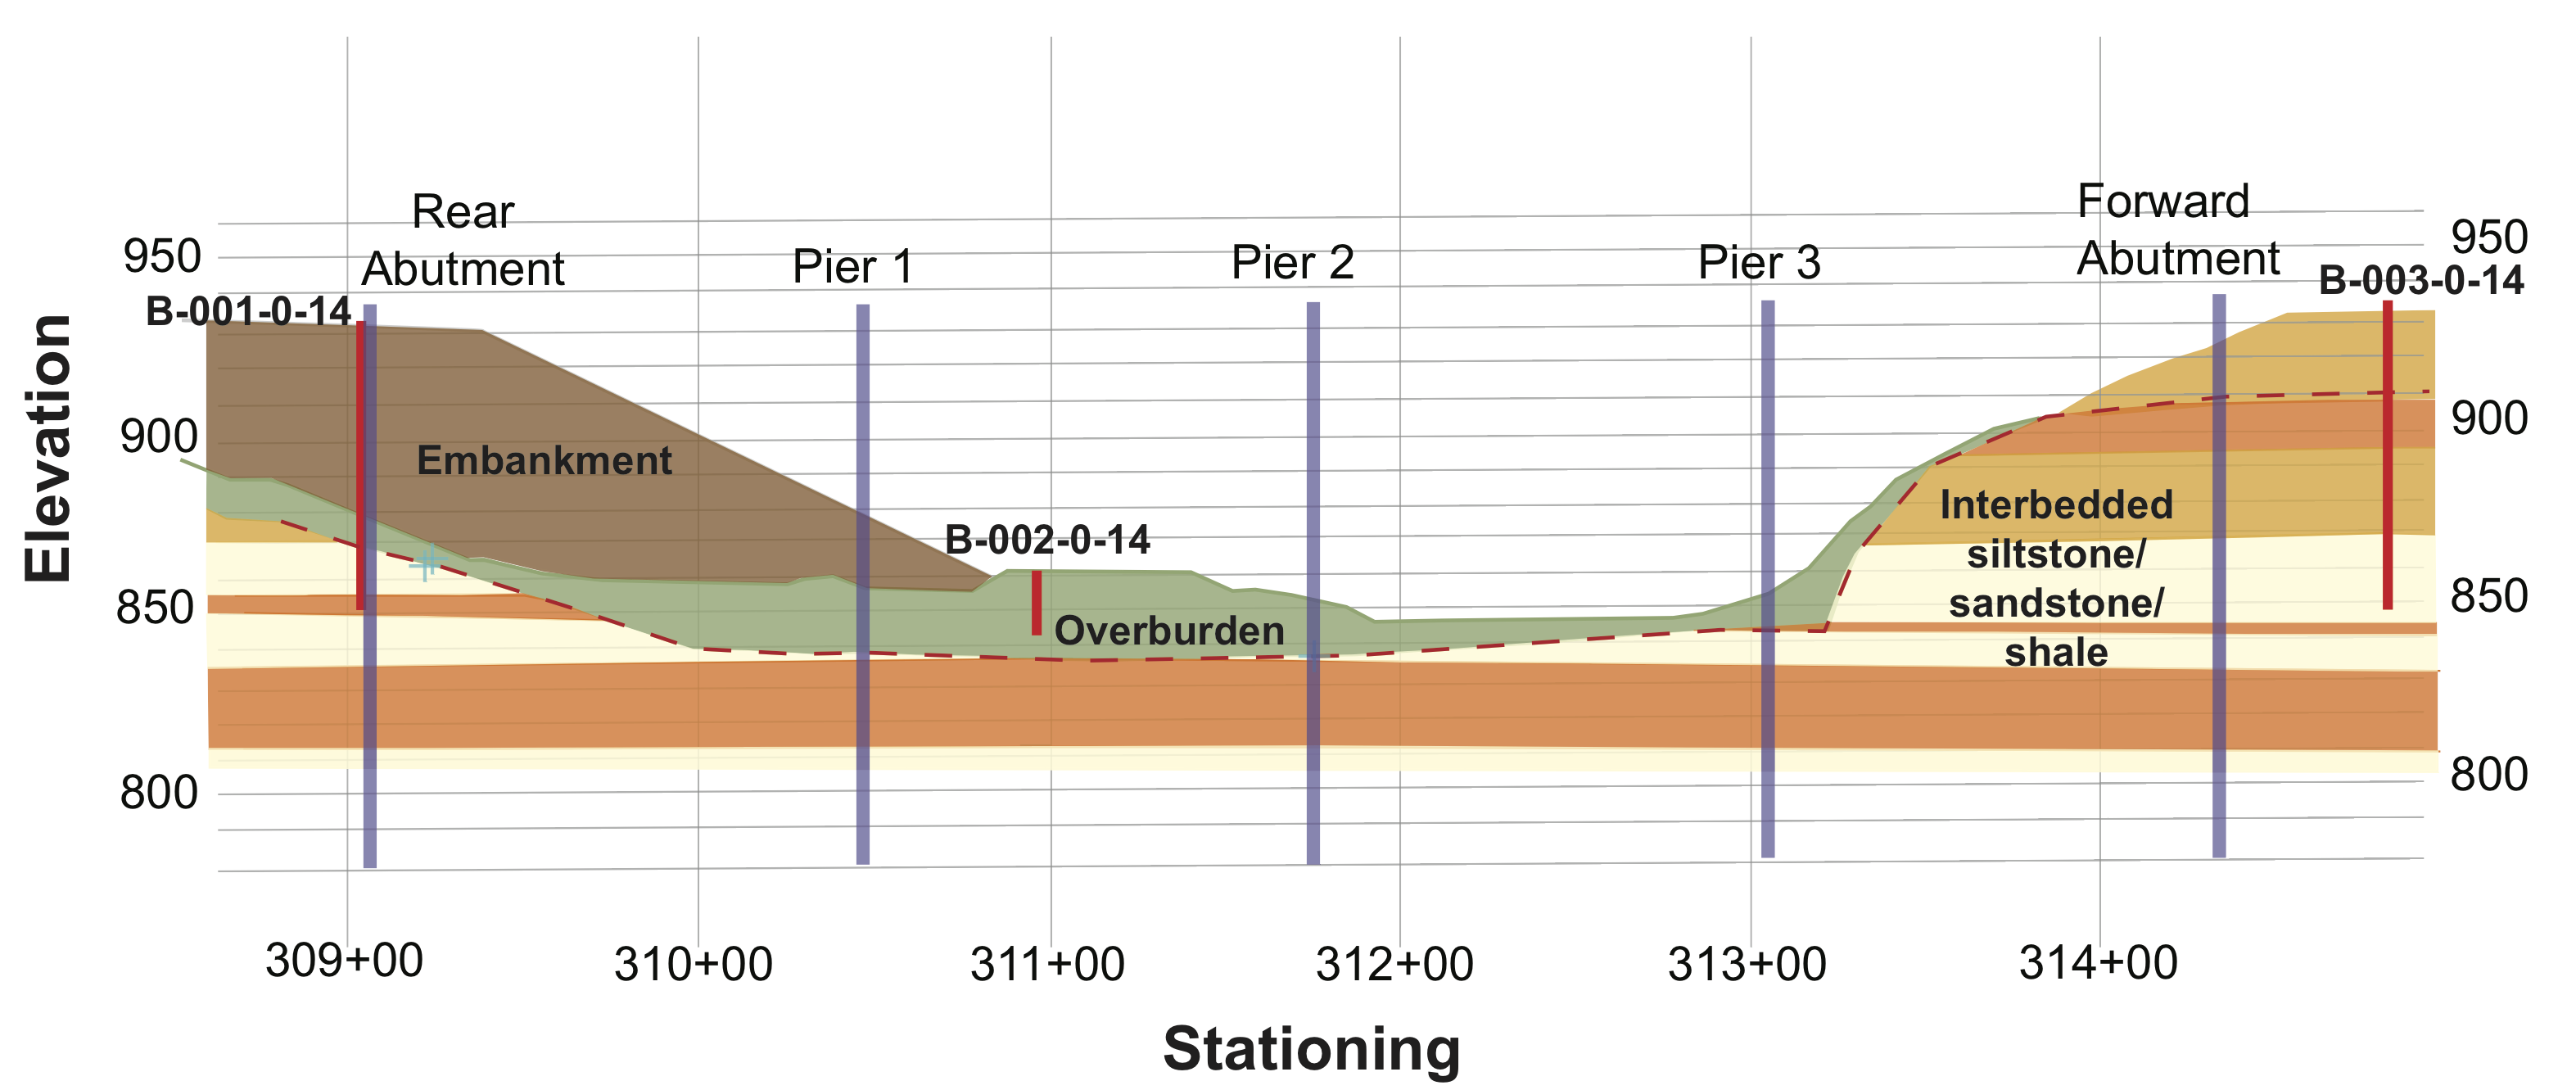 Rear
Abutment
Pier 1
Pier 2
Pier 3
Forward
Abutment
950
950
B-001-0-14
B-003-0-14
900
900
Embankment
Interbedded
siltstone/
sandstone/
shale
B-002-0-14
Overburden
850
850
800
800
Elevation
309+00
310+00
311+00
312+00
313+00
314+00
Stationing